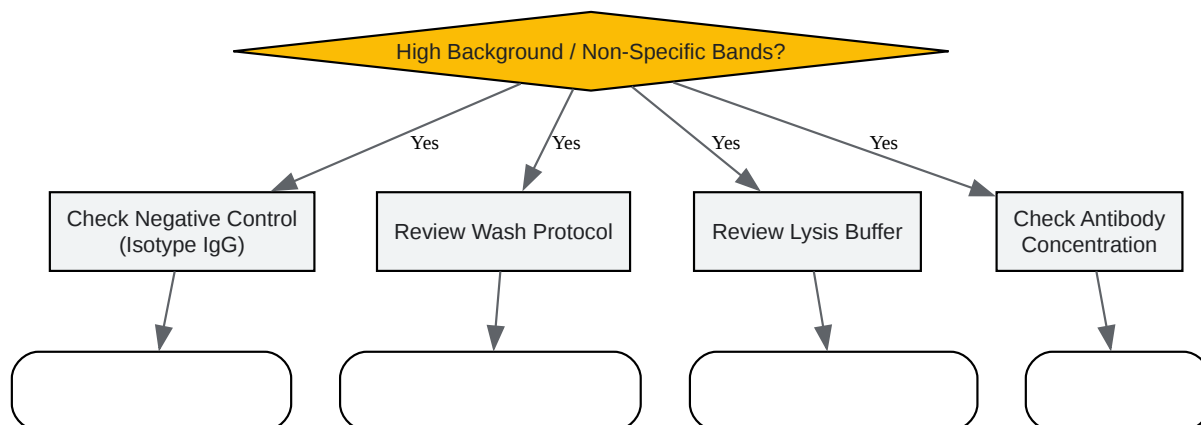 High Background / Non-Specific Bands?
Yes
Yes
Yes
Yes
Check Negative Control
(Isotype IgG)
Review Wash Protocol
Review Lysis Buffer
Check Antibody
Concentration